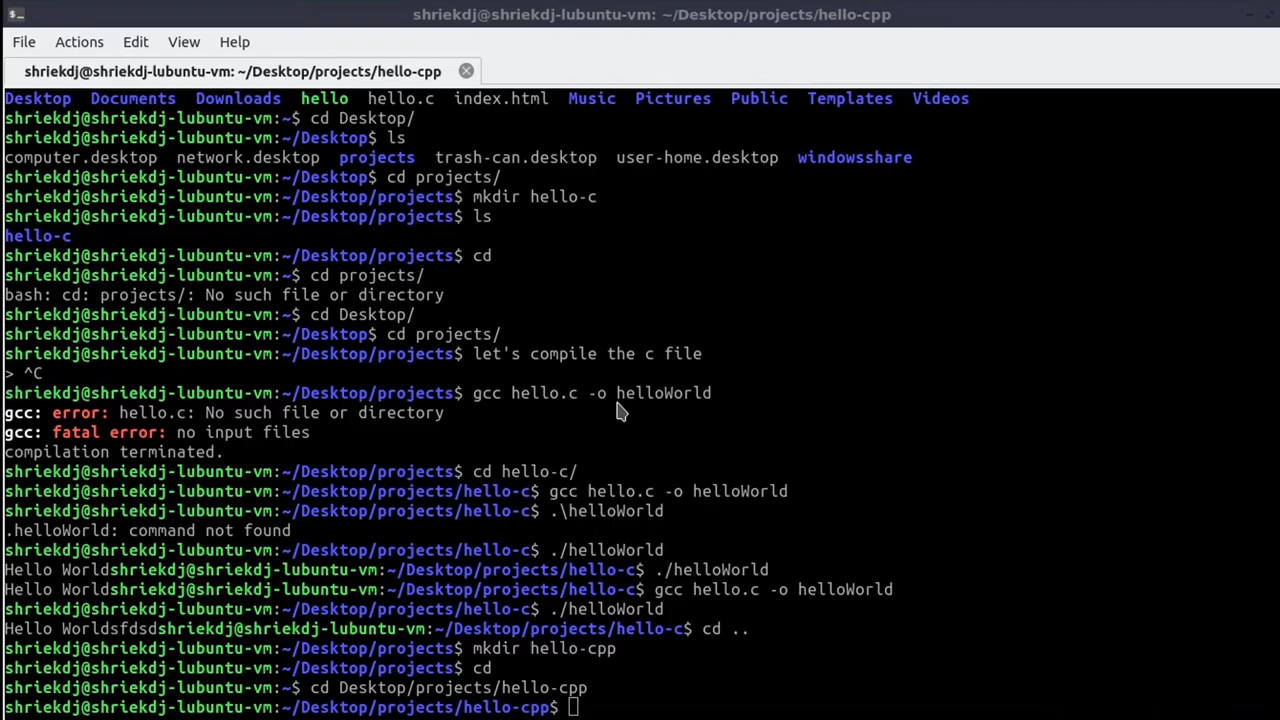 shriekdj@shriekdj-lubuntu-vm: ~/Desktop/projects/hello-cpp
File Actions Edit View Help
shriekdj@shriekdj-lubuntu-vm: ~/Desktop/projects/hello-cpp
Desktop Documents Downloads hello hello.c index.html Music Pictures Public Templates Videos
shriekdj@shriekdj-lubuntu-vm:~$ cd Desktop/
shriekdj@shriekdj-lubuntu-vm:~/Desktop$ ls
computer.desktop network.desktop projects trash-can.desktop user-home.desktop windowsshare
shriekdj@shriekdj-lubuntu-vm:~/Desktop$ cd projects/
shriekdj@shriekdj-lubuntu-vm:~/Desktop/projects$ mkdir hello-c
shriekdj@shriekdj-lubuntu-vm:~/Desktop/projects$ ls
hello-c
shriekdj@shriekdj-lubuntu-vm:~/Desktop/projects$ cd
shriekdj@shriekdj-lubuntu-vm:~$ cd projects/
bash: cd: projects/: No such file or directory
shriekdj@shriekdj-lubuntu-vm:~$ cd Desktop/
shriekdj@shriekdj-lubuntu-vm:~/Desktop$ cd projects/
shriekdj@shriekdj-lubuntu-vm:~/Desktop/projects$ let's compile the c file
> ^C
shriekdj@shriekdj-lubuntu-vm:~/Desktop/projects$ gcc hello.c -o helloWorld
gcc: error: hello.c: No such file or directory
gcc: fatal error: no input files
compilation terminated.
shriekdj@shriekdj-lubuntu-vm:~/Desktop/projects$ cd hello-c/
shriekdj@shriekdj-lubuntu-vm:~/Desktop/projects/hello-c$ gcc hello.c -o helloWorld
shriekdj@shriekdj-lubuntu-vm:~/Desktop/projects/hello-c$ .\helloWorld
.helloWorld: command not found
shriekdj@shriekdj-lubuntu-vm:~/Desktop/projects/hello-c$ ./helloWorld
Hello Worldshriekdj@shriekdj-lubuntu-vm:~/Desktop/projects/hello-c$ ./helloWorld
Hello Worldshriekdj@shriekdj-lubuntu-vm:~/Desktop/projects/hello-c$ gcc hello.c -o helloWorld
shriekdj@shriekdj-lubuntu-vm:~/Desktop/projects/hello-c$ ./helloWorld
Hello Worldsfdsdshriekdj@shriekdj-lubuntu-vm:~/Desktop/projects/hello-c$ cd ..
shriekdj@shriekdj-lubuntu-vm:~/Desktop/projects$ mkdir hello-cpp
shriekdj@shriekdj-lubuntu-vm:~/Desktop/projects$ cd
shriekdj@shriekdj-lubuntu-vm:~$ cd Desktop/projects/hello-cpp
shriekdj@shriekdj-lubuntu-vm:~/Desktop/projects/hello-cpp$